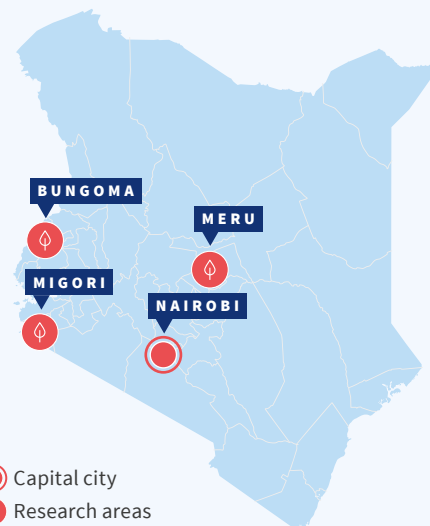 BUNGOMA
MERU
MIGORI
NAIROBI
Capital city
Research areas